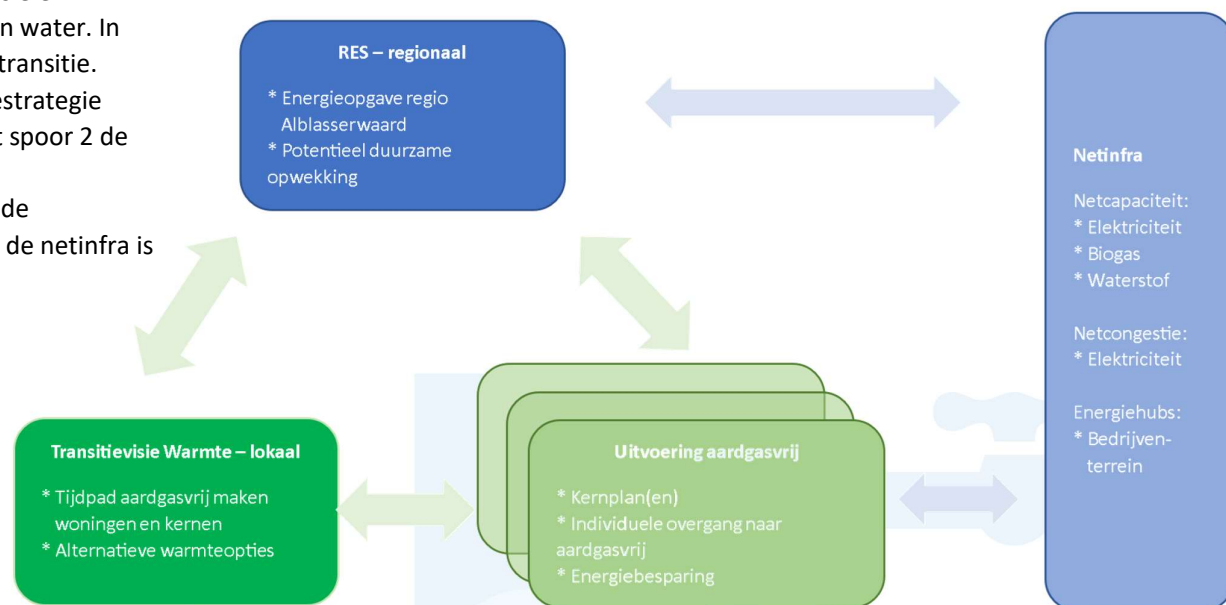 n water. In
transitie.
estrategie
t spoor 2 de
de
de netinfra is
RES – regionaal
* Energieopgave regio
Alblasserwaard
* Potentieel duurzame
opwekking
Netinfra
Netcapaciteit:
* Elektriciteit
* Biogas
* Waterstof
Netcongestie:
* Elektriciteit
Energiehubs:
* Bedrijven-
terrein
Transitievisie Warmte – lokaal
* Tijdpad aardgasvrij maken
woningen en kernen
* Alternatieve warmteopties
Uitvoering aardgasvrij
* Kernplan(en)
* Individuele overgang naar
aardgasvrij
* Energiebesparing